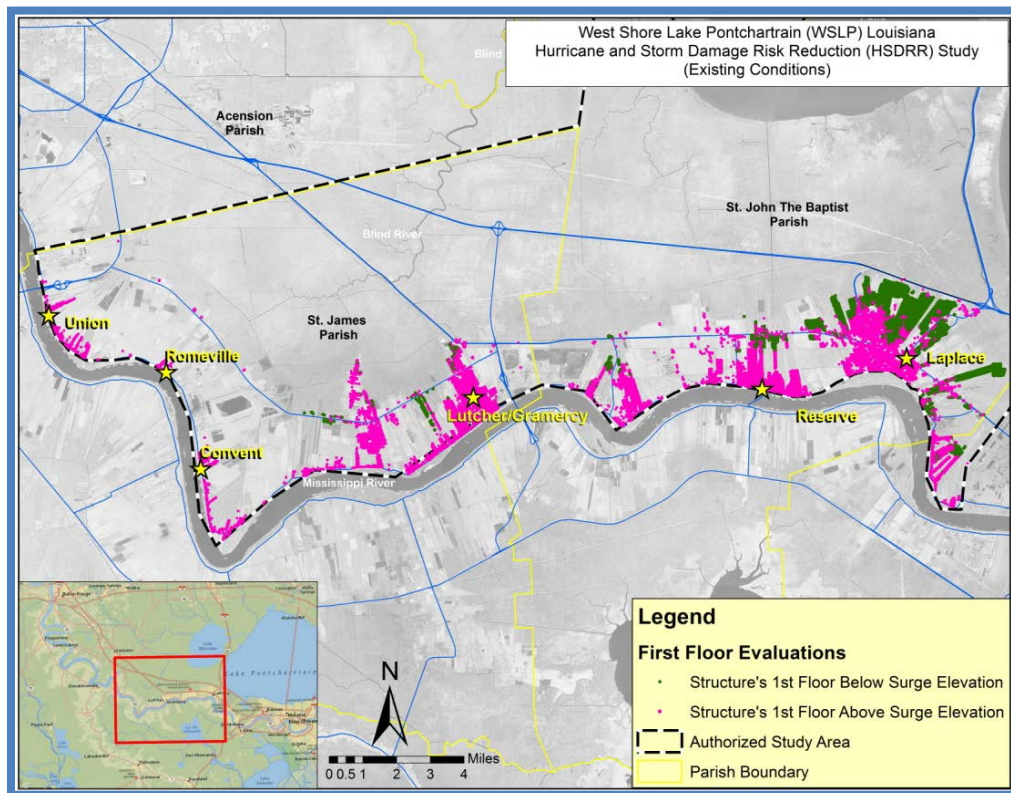 West Shore Lake Pontchartrain (WSLP) Louisiana
Hurricane and Storm Damage Risk Reduction (HSDRR) Study
(Existing Conditions)
Blind
Acension
Parish
St. John The Baptist
Parish
Blind River
Union
St. James
Parish
Romeville
Laplace
Lutcher/Gramercy
Reserve
Convent
Mississippi River
Baton Rouge
Lake Pontchartrain
N
0 0.5 1 2 3 4 Miles
Legend
First Floor Evaluations
Structure's 1st Floor Below Surge Elevation
Structure's 1st Floor Above Surge Elevation
Authorized Study Area
Parish Boundary